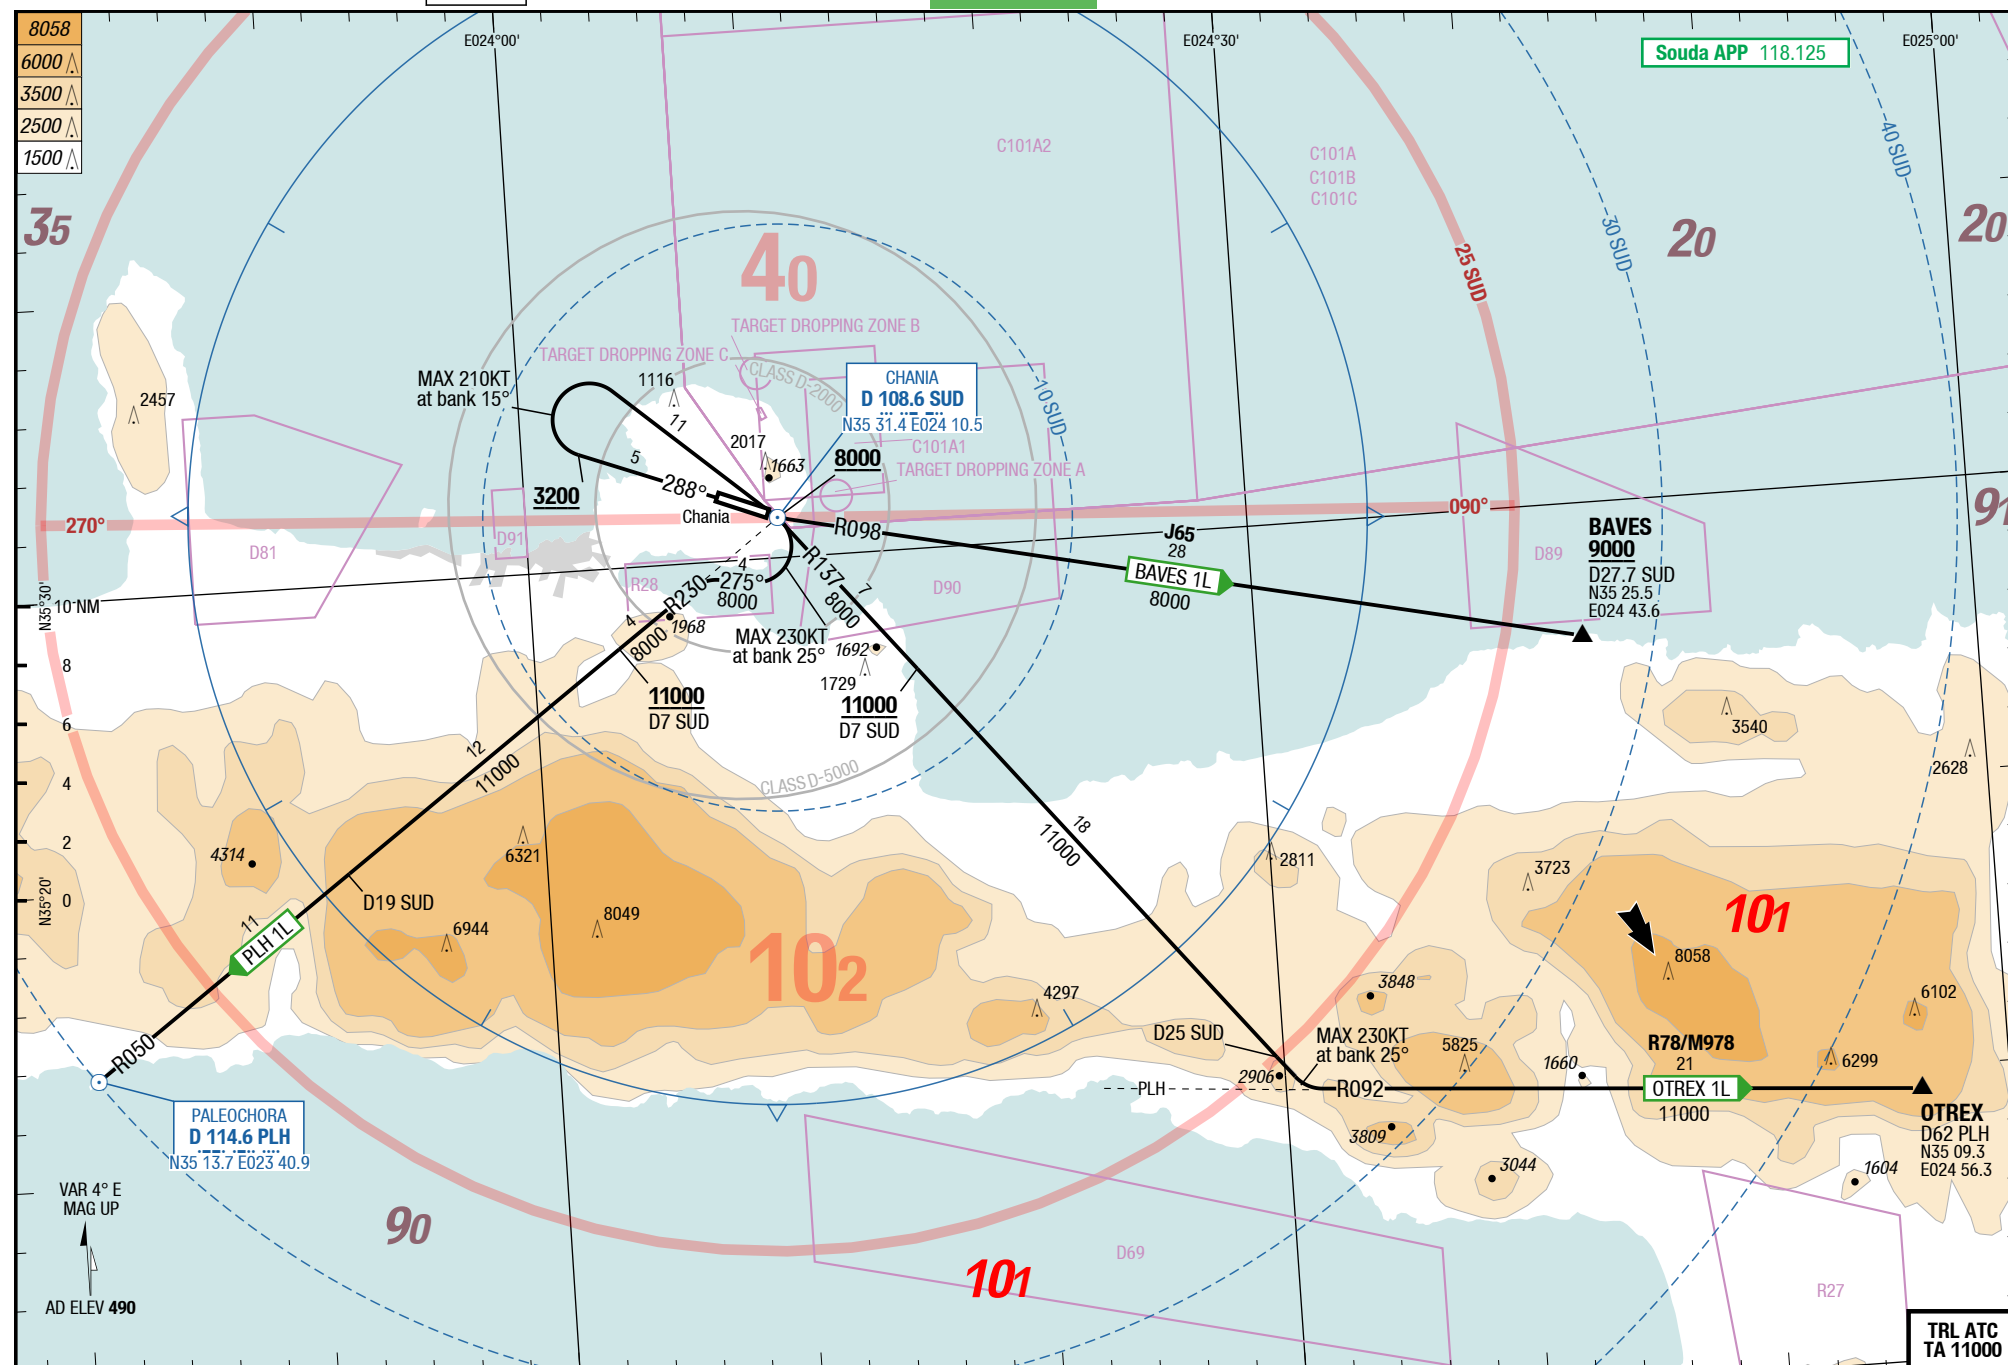 8058
6000
3500
2500
1500
E024°00'
E024°30'
E025°00'
Souda APP 118.125
C101A2
C101A
C101B
C101C
35
40
20
20
25 SUD
30 SUD
40 SUD
10 SUD
TARGET DROPPING ZONE B
TARGET DROPPING ZONE C
CLASS D-2000
MAX 210KT
at bank 15°
1116
11
2457
CHANIA
D 108.6 SUD
N35 31.4 E024 10.5
C101A1
TARGET DROPPING ZONE A
2017
1663
8000
5
288°
3200
Chania
270°
090°
R098
J65
28
BAVES 1L
8000
BAVES
9000
D27.7 SUD
N35 25.5
E024 43.6
91
D81
D91
D89
D90
R28
4
275°
8000
R137
7
8000
R230
4
8000
1968
MAX 230KT
at bank 25°
1692
1729
11000
D7 SUD
11000
D7 SUD
N35°30'
10 NM
8
6
4
2
0
N35°20'
12
11000
CLASS D-5000
18
11000
3540
2628
4314
6321
2811
3723
D19 SUD
6944
8049
102
101
8058
11
PLH 1L
4297
3848
6102
D25 SUD
MAX 230KT
at bank 25°
5825
1660
R78/M978
21
6299
2906
PLH
R092
OTREX 1L
11000
R050
OTREX
D62 PLH
N35 09.3
E024 56.3
PALEOCHORA
D 114.6 PLH
N35 13.7 E023 40.9
3809
3044
1604
VAR 4° E
MAG UP
90
D69
101
R27
AD ELEV 490
TRL ATC
TA 11000